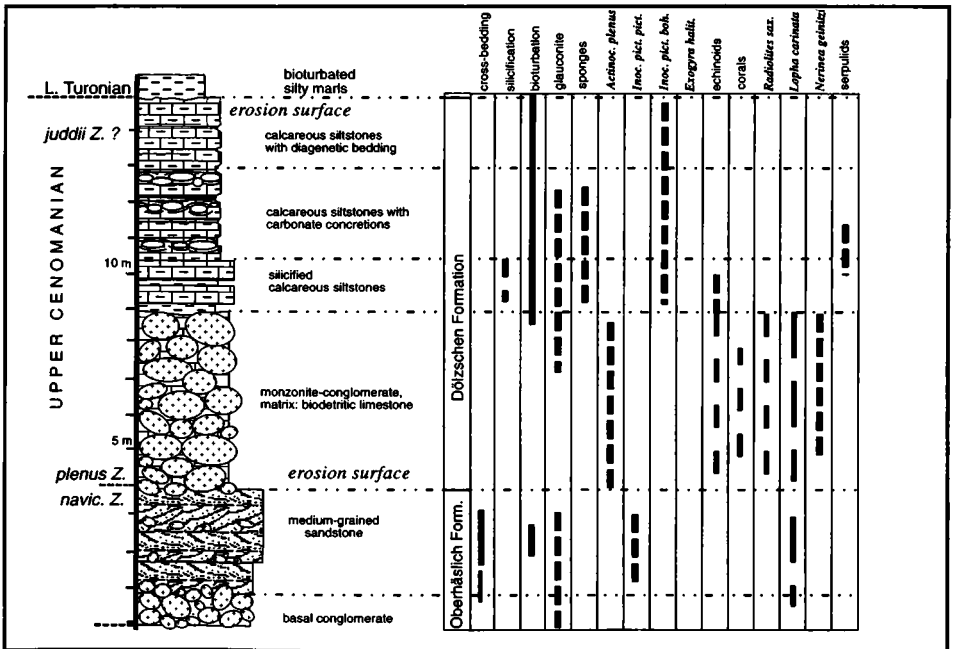 L. Turonian
juddii Z. ?
UPPER CENOMANIAN
10 m
5 m
plenus Z.
navic. Z.
bioturbated
silty marls
erosion surface
calcareous siltstones
with diagenetic bedding
calcareous siltstones with
carbonate concretions
silicified
calcareous siltstones
monzonite-conglomerate,
matrix: biodetritic limestone
erosion surface
medium-grained
sandstone
basal conglomerate
Dölzschen Formation
Oberhäslich Form.
cross-bedding
silicification
bioturbation
glauconite
sponges
Actinoc. plenus
Inoc. pict. pict.
Inoc. pict. boh.
Exogyra halit.
echinoids
corals
Radiolites sax.
Lopha carinata
Nerinea geinitzi
serpulids